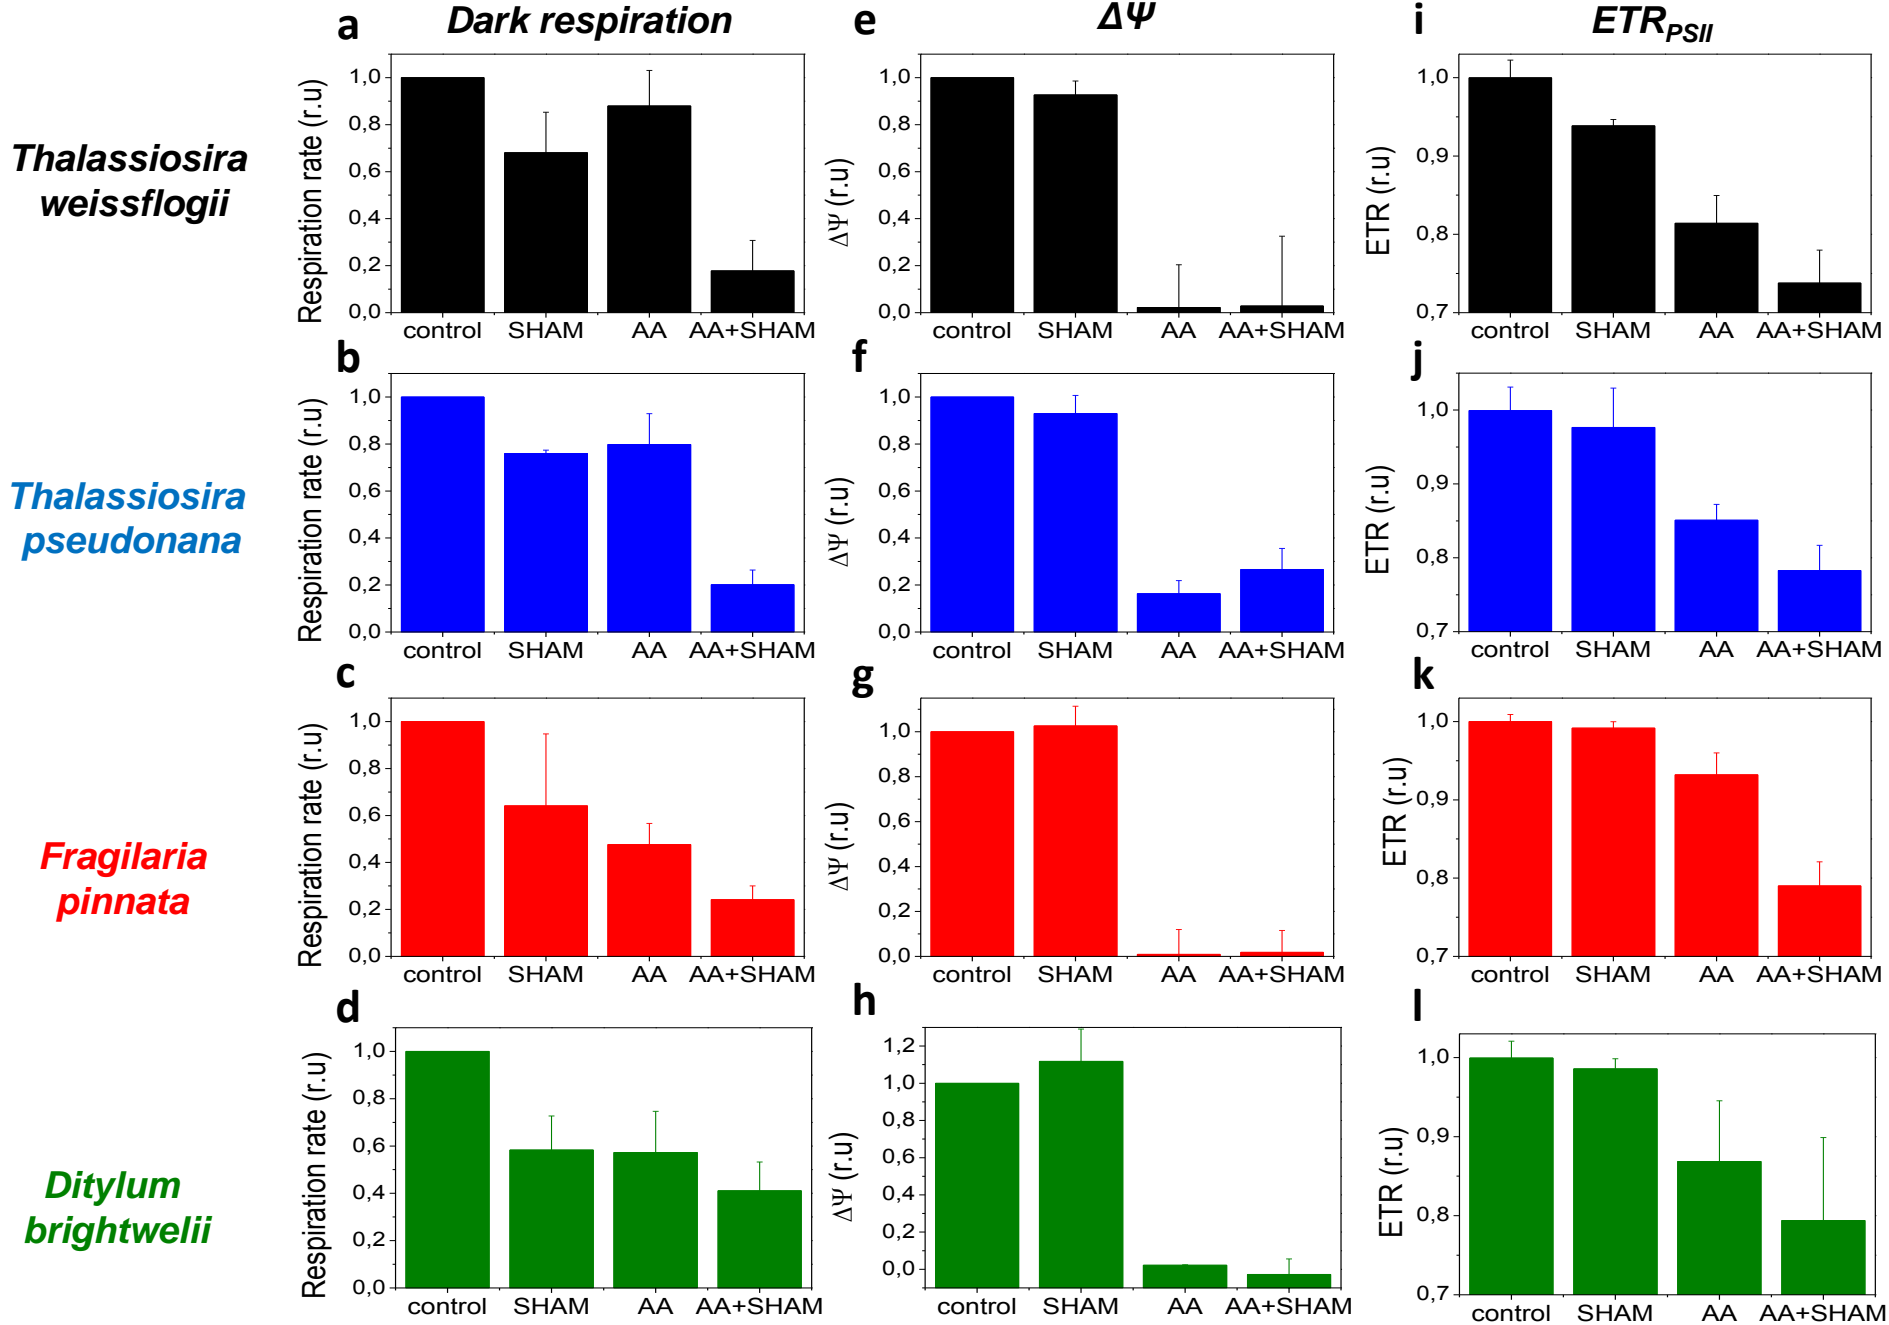 a Dark respiration e ΔΨ i ETRPSII
Thalassiosira
weissflogii
Respiration rate (r.u)
1,0
0,8
0,6
0,4
0,2
0,0
control SHAM AA AA+SHAM
ΔΨ (r.u)
1,0
0,8
0,6
0,4
0,2
0,0
control SHAM AA AA+SHAM
ETR (r.u)
1,0
0,9
0,8
0,7
control SHAM AA AA+SHAM
b f j
Thalassiosira
pseudonana
Respiration rate (r.u)
1,0
0,8
0,6
0,4
0,2
0,0
control SHAM AA AA+SHAM
ΔΨ (r.u)
1,0
0,8
0,6
0,4
0,2
0,0
control SHAM AA AA+SHAM
ETR (r.u)
1,0
0,9
0,8
0,7
control SHAM AA AA+SHAM
c g k
Fragilaria
pinnata
Respiration rate (r.u)
1,0
0,8
0,6
0,4
0,2
0,0
control SHAM AA AA+SHAM
ΔΨ (r.u)
1,0
0,8
0,6
0,4
0,2
0,0
control SHAM AA AA+SHAM
ETR (r.u)
1,0
0,9
0,8
0,7
control SHAM AA AA+SHAM
d h l
Ditylum
brightwelii
Respiration rate (r.u)
1,0
0,8
0,6
0,4
0,2
0,0
control SHAM AA AA+SHAM
ΔΨ (r.u)
1,2
1,0
0,8
0,6
0,4
0,2
0,0
control SHAM AA AA+SHAM
ETR (r.u)
1,0
0,9
0,8
0,7
control SHAM AA AA+SHAM